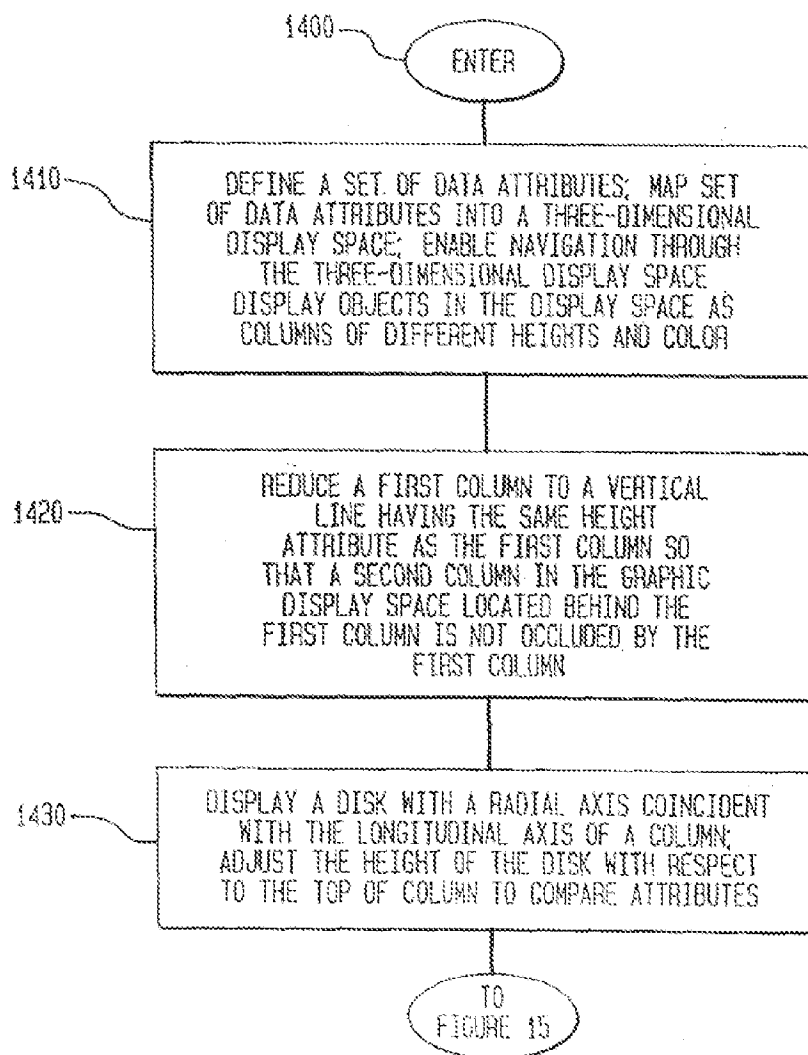 1400
ENTER
1410
DEFINE A SET OF DATA ATTRIBUTES; MAP SET
OF DATA ATTRIBUTES INTO A THREE-DIMENSIONAL
DISPLAY SPACE; ENABLE NAVIGATION THROUGH
THE THREE-DIMENSIONAL DISPLAY SPACE
DISPLAY OBJECTS IN THE DISPLAY SPACE AS
COLUMNS OF DIFFERENT HEIGHTS AND COLOR
1420
REDUCE A FIRST COLUMN TO A VERTICAL
LINE HAVING THE SAME HEIGHT
ATTRIBUTE AS THE FIRST COLUMN SO
THAT A SECOND COLUMN IN THE GRAPHIC
DISPLAY SPACE LOCATED BEHIND THE
FIRST COLUMN IS NOT OCCLUDED BY THE
FIRST COLUMN
1430
DISPLAY A DISK WITH A RADIAL AXIS COINCIDENT
WITH THE LONGITUDINAL AXIS OF A COLUMN;
ADJUST THE HEIGHT OF THE DISK WITH RESPECT
TO THE TOP OF COLUMN TO COMPARE ATTRIBUTES
TO
FIGURE 15